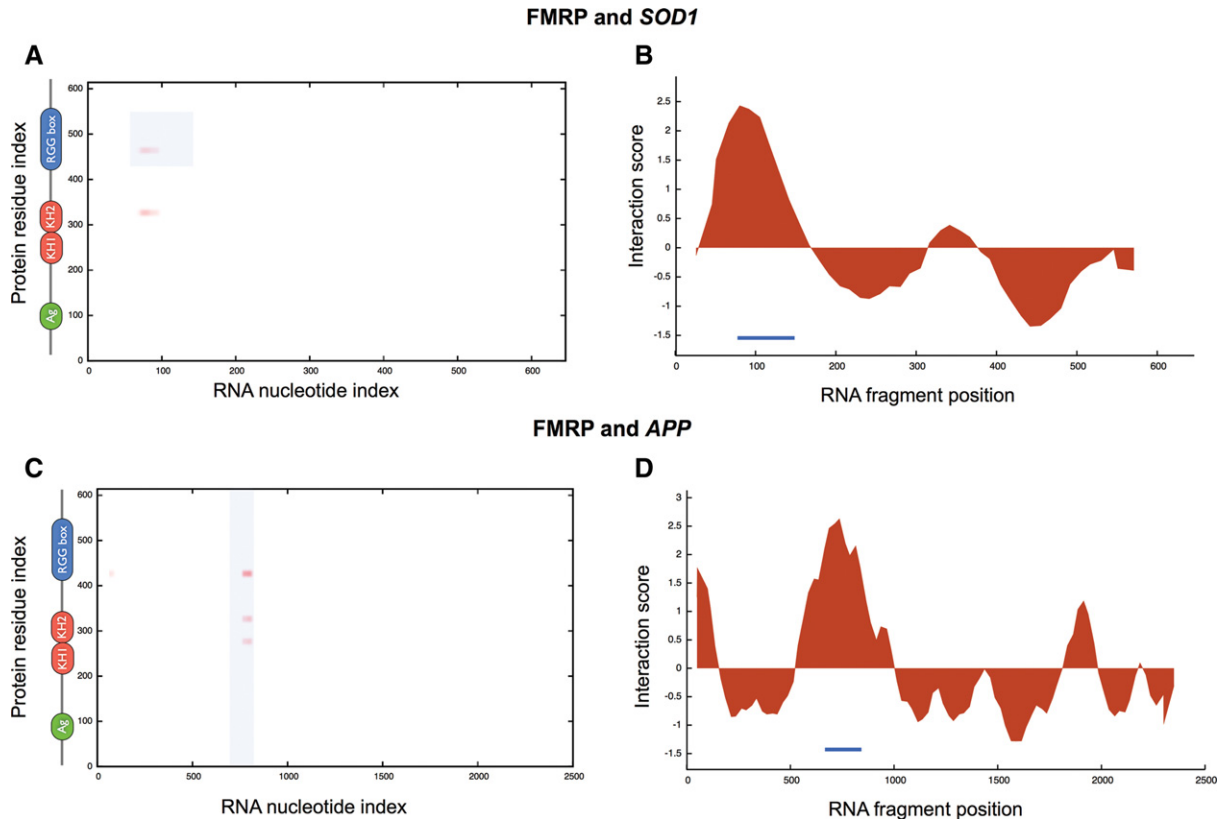 FMRP and SOD1
A
B
Protein residue index
RGG box
KH2
KH1
Ag
600
500
400
300
200
100
0
0 100 200 300 400 500 600
RNA nucleotide index
Interaction score
2.5
2
1.5
1
0.5
0
-0.5
-1
-1.5
0 100 200 300 400 500 600
RNA fragment position
FMRP and APP
C
D
Protein residue index
RGG box
KH2
KH1
Ag
600
500
400
300
200
100
0
0 500 1000 1500 2000 2500
RNA nucleotide index
Interaction score
3
2.5
2
1.5
1
0.5
0
-0.5
-1
-1.5
0 500 1000 1500 2000 2500
RNA fragment position